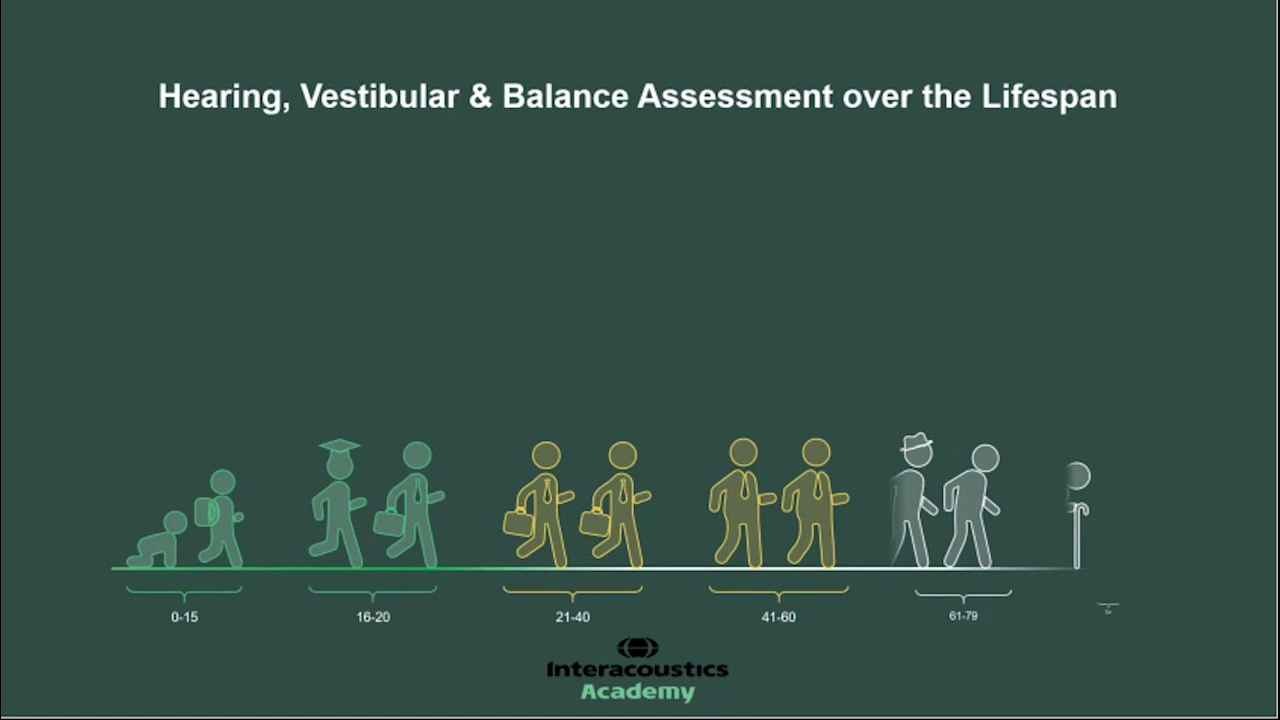 Hearing, Vestibular & Balance Assessment over the Lifespan
0-15
16-20
21-40
41-60
61-79
Interacoustics
Academy